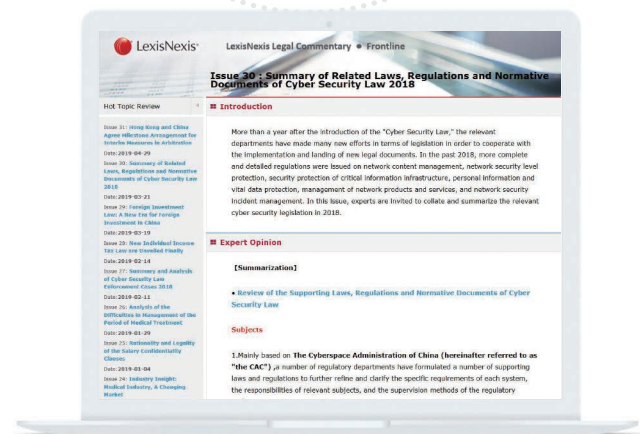 LexisNexis®
LexisNexis Legal Commentary ● Frontline
Issue 30 : Summary of Related Laws, Regulations and Normative
Documents of Cyber Security Law 2018
Hot Topic Review
Issue 31: Hong Kong and China
Agree Milestone Arrangement for
Interim Measures in Arbitration
Date:2019-04-29
Issue 30: Summary of Related
Laws, Regulations and Normative
Documents of Cyber Security Law
2018
Date:2019-03-21
Issue 29: Foreign Investment
Law: A New Era for Foreign
Investment in China
Date:2019-03-19
Issue 28: New Individual Income
Tax Law are Unveiled Finally
Date:2019-02-14
Issue 27: Summary and Analysis
of Cyber Security Law
Enforcement Cases 2018
Date:2019-02-11
Issue 26: Analysis of the
Difficulties in Management of the
Period of Medical Treatment
Date:2019-01-29
Issue 25: Rationality and Legality
of the Salary Confidentiality
Clauses
Date:2019-01-04
Issue 24: Industry Insight:
Medical Industry, A Changing
Market
Introduction
More than a year after the introduction of the "Cyber Security Law," the relevant
departments have made many new efforts in terms of legislation in order to cooperate with
the implementation and landing of new legal documents. In the past 2018, more complete
and detailed regulations were issued on network content management, network security level
protection, security protection of critical information infrastructure, personal information and
vital data protection, management of network products and services, and network security
Incident management. In this issue, experts are invited to collate and summarize the relevant
cyber security legislation in 2018.
Expert Opinion
【Summarization】
● Review of the Supporting Laws, Regulations and Normative Documents of Cyber
Security Law
Subjects
1.Mainly based on The Cyberspace Administration of China (hereinafter referred to as
"the CAC") ,a number of regulatory departments have formulated a number of supporting
laws and regulations to further refine and clarify the specific requirements of each system,
the responsibilities of relevant subjects, and the supervision methods of the regulatory